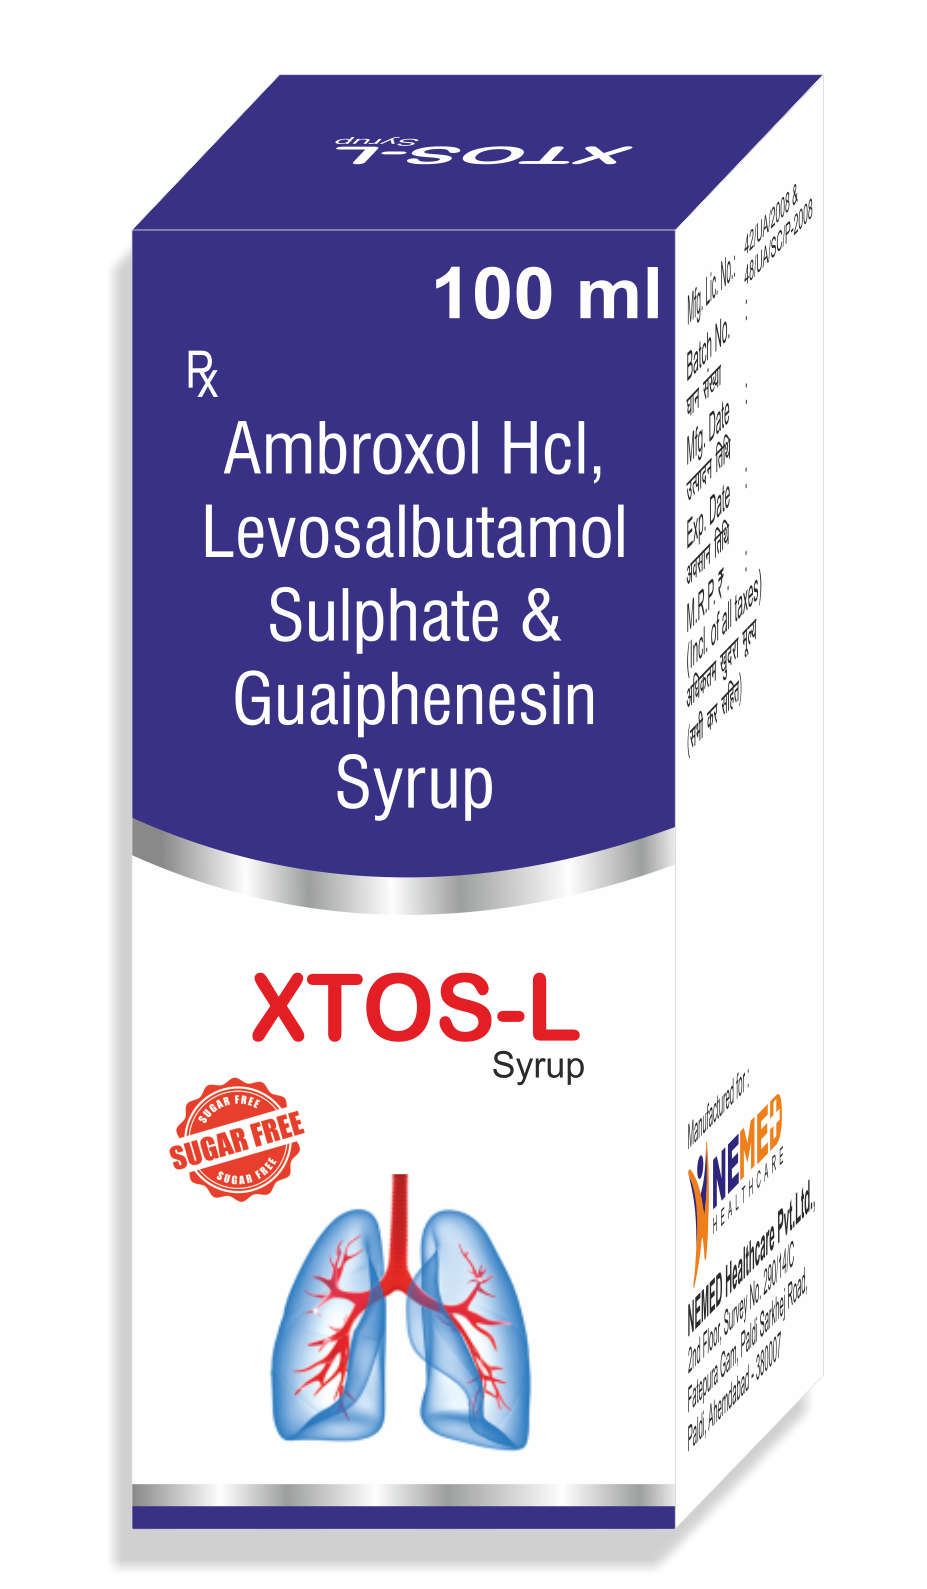 XTOS-L
Syrup
100 ml
Rx
Ambroxol Hcl,
Levosalbutamol
Sulphate &
Guaiphenesin
Syrup
XTOS-L
Syrup
SUGAR FREE
SUGAR FREE
SUGAR FREE
Mfg. Lic. No.: 42/UA/2008 &
48/UA/SC/P-2008
Batch No. :
घान संख्या
Mfg. Date :
उत्पादन तिथि
Exp. Date :
अवसान तिथि
M.R.P. ₹. :
(Incl. of all taxes)
अधिकतम खुदरा मूल्य
(सभी कर सहित)
Manufactured for :
NEMED
HEALTHCARE
NEMED Healthcare Pvt.Ltd.,
2nd Floor, Survey No. 290/14/C
Fatepura Gam, Paldi Sarkhej Road,
Paldi, Ahemdabad - 380007